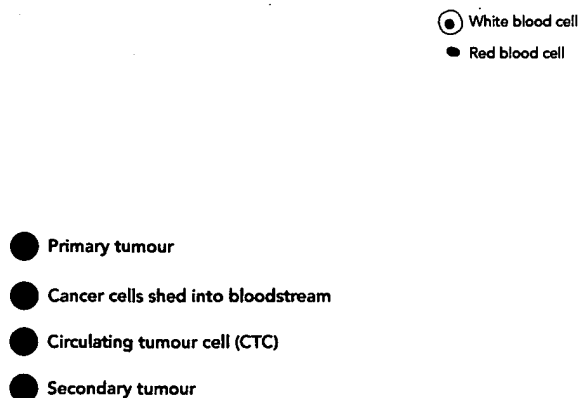 White blood cell
Red blood cell
Primary tumour
Cancer cells shed into bloodstream
Circulating tumour cell (CTC)
Secondary tumour